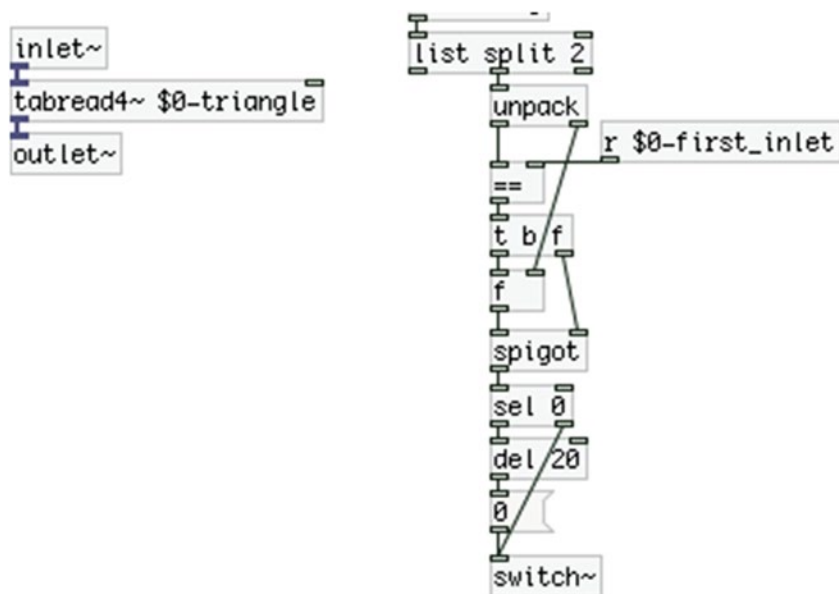 inlet~
tabread4~ $0-triangle
outlet~
list split 2
unpack
r $0-first_inlet
==
t b f
f
spigot
sel 0
del 20
0
switch~